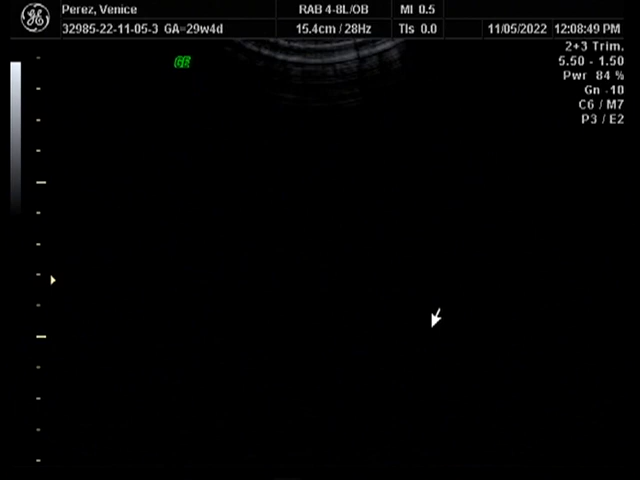 Perez, Venice RAB 4-8L/OB MI 0.5
32985-22-11-05-3 GA=29w4d 15.4cm / 28Hz TIs 0.0 11/05/2022 12:08:49 PM
2+3 Trim.
5.50 - 1.50
Pwr 84 %
Gn -10
C6 / M7
P3 / E2